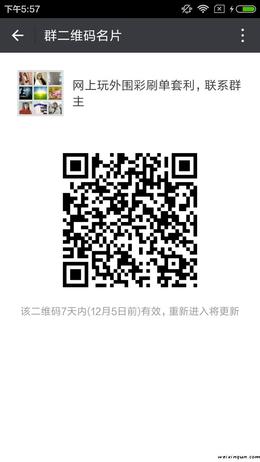 下午5:57
群二维码名片
网上玩外围彩刷单套利，联系群
主
该二维码7天内(12月5日前)有效，重新进入将更新
weixinqun.com